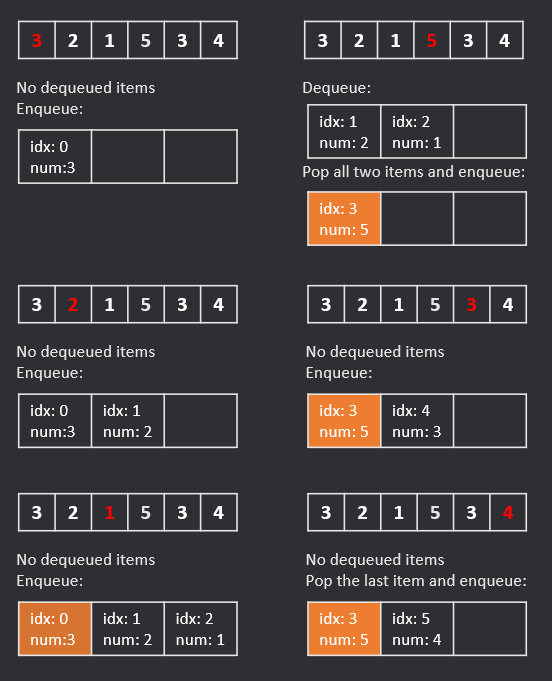 3 2 1 5 3 4
No dequeued items
Enqueue:
idx: 0
num:3
3 2 1 5 3 4
No dequeued items
Enqueue:
idx: 0 idx: 1
num:3 num: 2
3 2 1 5 3 4
No dequeued items
Enqueue:
idx: 0 idx: 1 idx: 2
num:3 num: 2 num: 1
3 2 1 5 3 4
Dequeue:
idx: 1 idx: 2
num: 2 num: 1
Pop all two items and enqueue:
idx: 3
num: 5
3 2 1 5 3 4
No dequeued items
Enqueue:
idx: 3 idx: 4
num: 5 num: 3
3 2 1 5 3 4
No dequeued items
Pop the last item and enqueue:
idx: 3 idx: 5
num: 5 num: 4